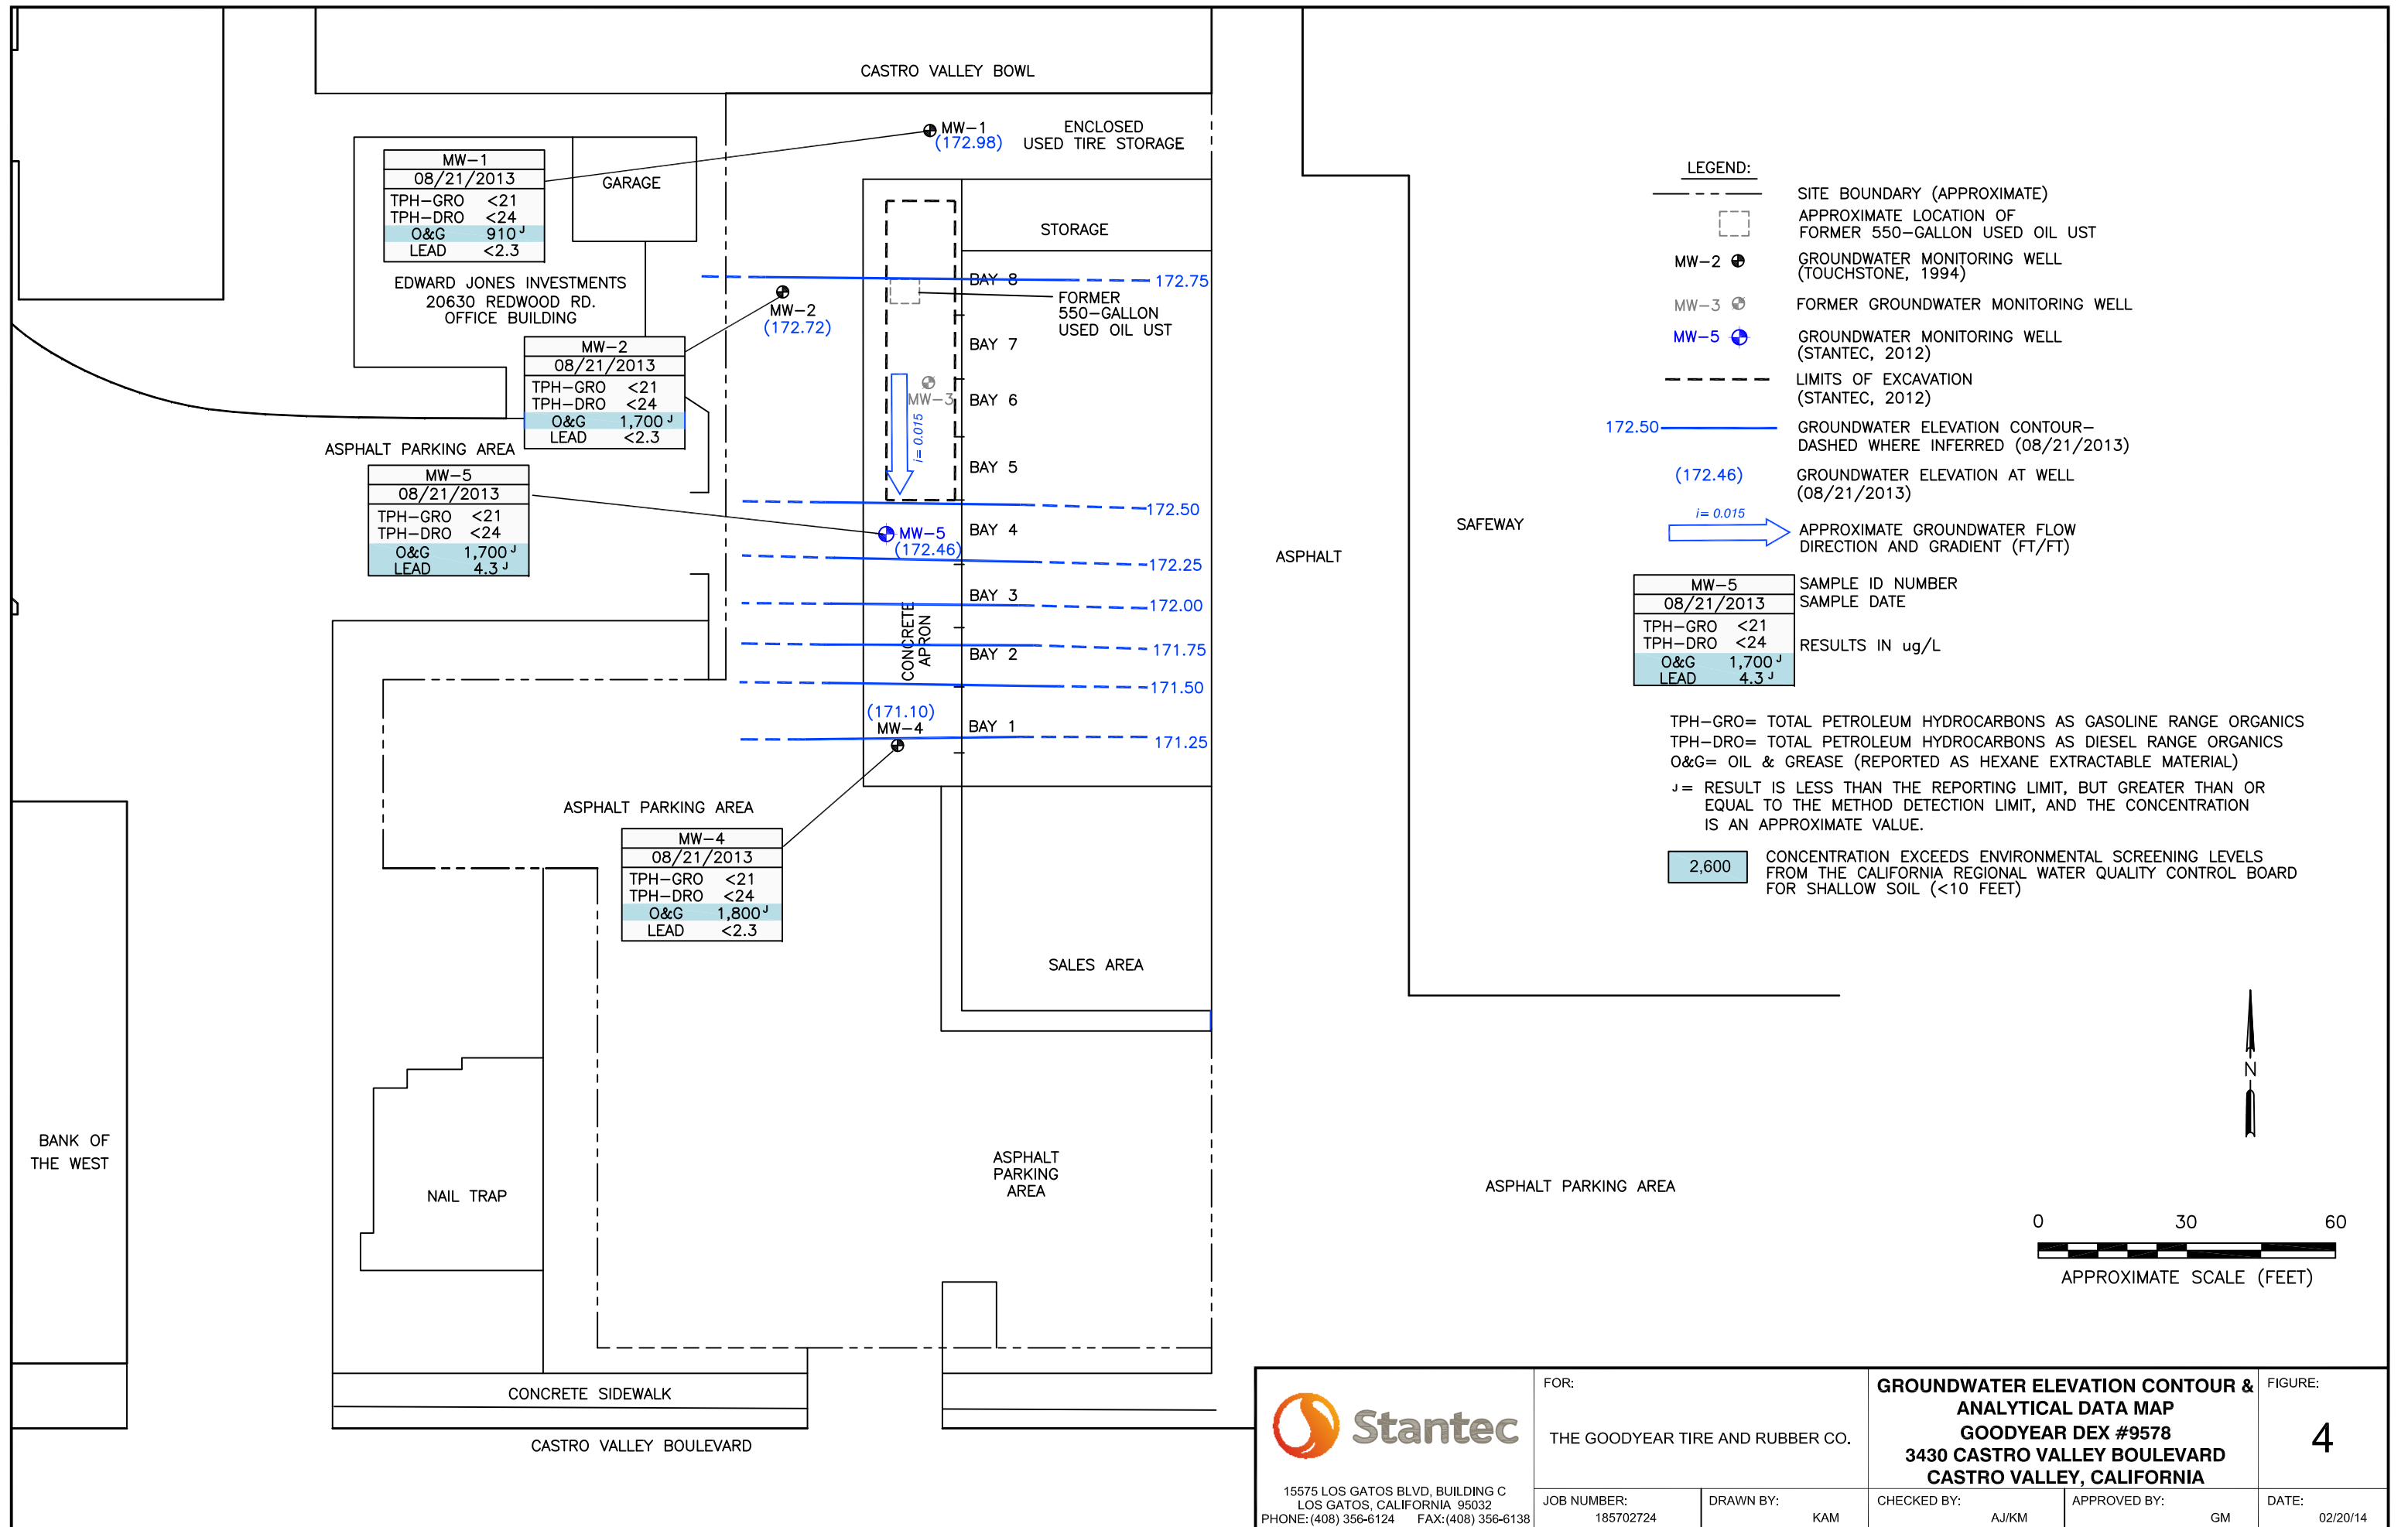 CASTRO VALLEY BOWL
MW-1
(172.98)
ENCLOSED
USED TIRE STORAGE
MW-1
08/21/2013
TPH-GRO <21
TPH-DRO <24
O&G 910 J
LEAD <2.3
GARAGE
STORAGE
EDWARD JONES INVESTMENTS
20630 REDWOOD RD.
OFFICE BUILDING
BAY 8
172.75
MW-2
(172.72)
FORMER
550-GALLON
USED OIL UST
MW-2
08/21/2013
TPH-GRO <21
TPH-DRO <24
O&G 1,700 J
LEAD <2.3
BAY 7
MW-3
BAY 6
i= 0.015
BAY 5
ASPHALT PARKING AREA
MW-5
08/21/2013
TPH-GRO <21
TPH-DRO <24
O&G 1,700 J
LEAD 4.3 J
172.50
MW-5
(172.46)
BAY 4
172.25
BAY 3
172.00
CONCRETE
APRON
171.75
BAY 2
171.50
(171.10)
MW-4
BAY 1
171.25
ASPHALT PARKING AREA
MW-4
08/21/2013
TPH-GRO <21
TPH-DRO <24
O&G 1,800 J
LEAD <2.3
SALES AREA
ASPHALT
SAFEWAY
BANK OF
THE WEST
NAIL TRAP
ASPHALT
PARKING
AREA
ASPHALT PARKING AREA
CONCRETE SIDEWALK
CASTRO VALLEY BOULEVARD
LEGEND:
SITE BOUNDARY (APPROXIMATE)
APPROXIMATE LOCATION OF
FORMER 550-GALLON USED OIL UST
MW-2 GROUNDWATER MONITORING WELL
(TOUCHSTONE, 1994)
MW-3 FORMER GROUNDWATER MONITORING WELL
MW-5 GROUNDWATER MONITORING WELL
(STANTEC, 2012)
LIMITS OF EXCAVATION
(STANTEC, 2012)
172.50 GROUNDWATER ELEVATION CONTOUR-
DASHED WHERE INFERRED (08/21/2013)
(172.46) GROUNDWATER ELEVATION AT WELL
(08/21/2013)
i= 0.015
APPROXIMATE GROUNDWATER FLOW
DIRECTION AND GRADIENT (FT/FT)
MW-5 SAMPLE ID NUMBER
08/21/2013 SAMPLE DATE
TPH-GRO <21
TPH-DRO <24 RESULTS IN ug/L
O&G 1,700 J
LEAD 4.3 J
TPH-GRO= TOTAL PETROLEUM HYDROCARBONS AS GASOLINE RANGE ORGANICS
TPH-DRO= TOTAL PETROLEUM HYDROCARBONS AS DIESEL RANGE ORGANICS
O&G= OIL & GREASE (REPORTED AS HEXANE EXTRACTABLE MATERIAL)
J= RESULT IS LESS THAN THE REPORTING LIMIT, BUT GREATER THAN OR
EQUAL TO THE METHOD DETECTION LIMIT, AND THE CONCENTRATION
IS AN APPROXIMATE VALUE.
2,600
CONCENTRATION EXCEEDS ENVIRONMENTAL SCREENING LEVELS
FROM THE CALIFORNIA REGIONAL WATER QUALITY CONTROL BOARD
FOR SHALLOW SOIL (<10 FEET)
N
0 30 60
APPROXIMATE SCALE (FEET)
Stantec
15575 LOS GATOS BLVD, BUILDING C
LOS GATOS, CALIFORNIA 95032
PHONE:(408) 356-6124 FAX:(408) 356-6138
FOR:
THE GOODYEAR TIRE AND RUBBER CO.
GROUNDWATER ELEVATION CONTOUR &
ANALYTICAL DATA MAP
GOODYEAR DEX #9578
3430 CASTRO VALLEY BOULEVARD
CASTRO VALLEY, CALIFORNIA
FIGURE:
4
JOB NUMBER:
185702724
DRAWN BY:
KAM
CHECKED BY:
AJ/KM
APPROVED BY:
GM
DATE:
02/20/14